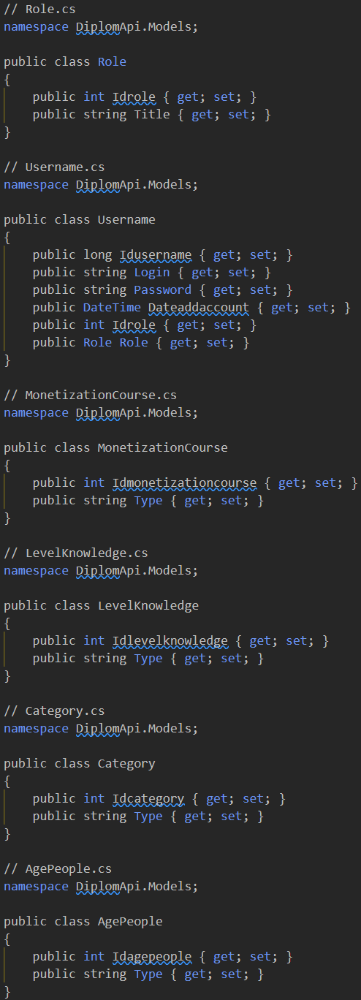 // Role.cs
namespace DiplomApi.Models;

public class Role
{
    public int Idrole { get; set; }
    public string Title { get; set; }
}

// Username.cs
namespace DiplomApi.Models;

public class Username
{
    public long Idusername { get; set; }
    public string Login { get; set; }
    public string Password { get; set; }
    public DateTime Dateaddaccount { get; set; }
    public int Idrole { get; set; }
    public Role Role { get; set; }
}

// MonetizationCourse.cs
namespace DiplomApi.Models;

public class MonetizationCourse
{
    public int Idmonetizationcourse { get; set; }
    public string Type { get; set; }
}

// LevelKnowledge.cs
namespace DiplomApi.Models;

public class LevelKnowledge
{
    public int Idlevelknowledge { get; set; }
    public string Type { get; set; }
}

// Category.cs
namespace DiplomApi.Models;

public class Category
{
    public int Idcategory { get; set; }
    public string Type { get; set; }
}

// AgePeople.cs
namespace DiplomApi.Models;

public class AgePeople
{
    public int Idagepeople { get; set; }
    public string Type { get; set; }
}